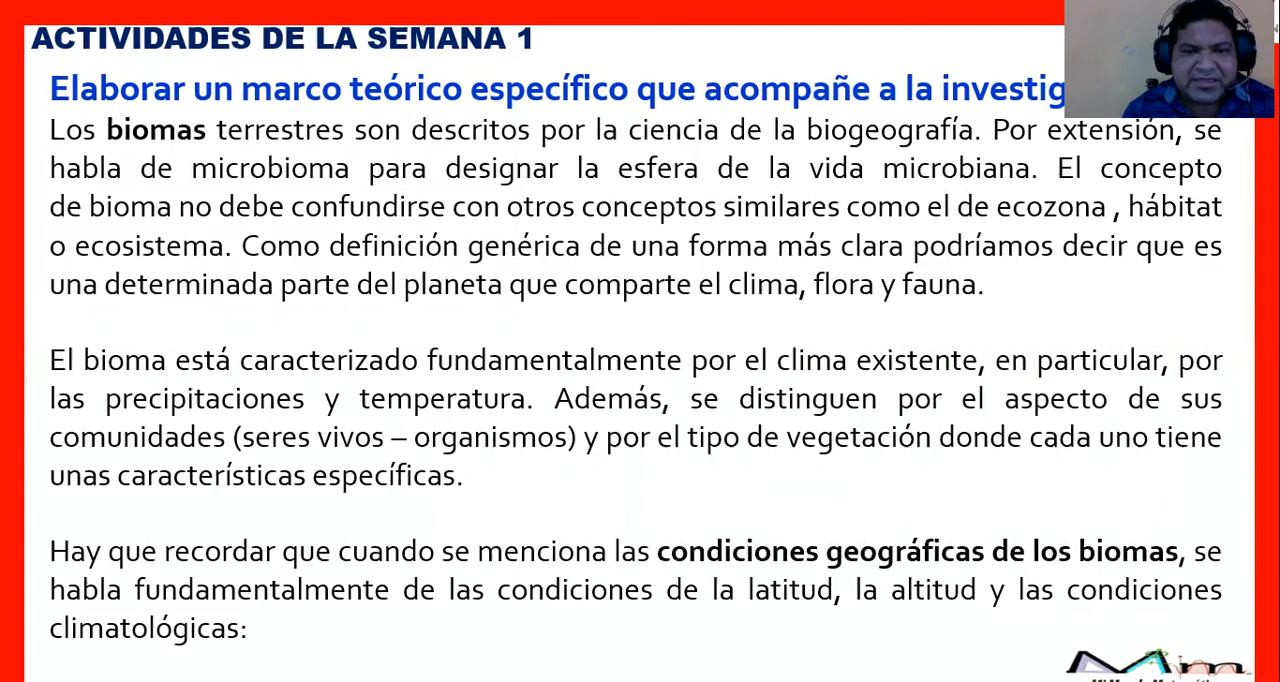 ACTIVIDADES DE LA SEMANA 1
Elaborar un marco teórico específico que acompañe a la investig
Los biomas terrestres son descritos por la ciencia de la biogeografía. Por extensión, se
habla de microbioma para designar la esfera de la vida microbiana. El concepto
de bioma no debe confundirse con otros conceptos similares como el de ecozona , hábitat
o ecosistema. Como definición genérica de una forma más clara podríamos decir que es
una determinada parte del planeta que comparte el clima, flora y fauna.
El bioma está caracterizado fundamentalmente por el clima existente, en particular, por
las precipitaciones y temperatura. Además, se distinguen por el aspecto de sus
comunidades (seres vivos – organismos) y por el tipo de vegetación donde cada uno tiene
unas características específicas.
Hay que recordar que cuando se menciona las condiciones geográficas de los biomas, se
habla fundamentalmente de las condiciones de la latitud, la altitud y las condiciones
climatológicas: